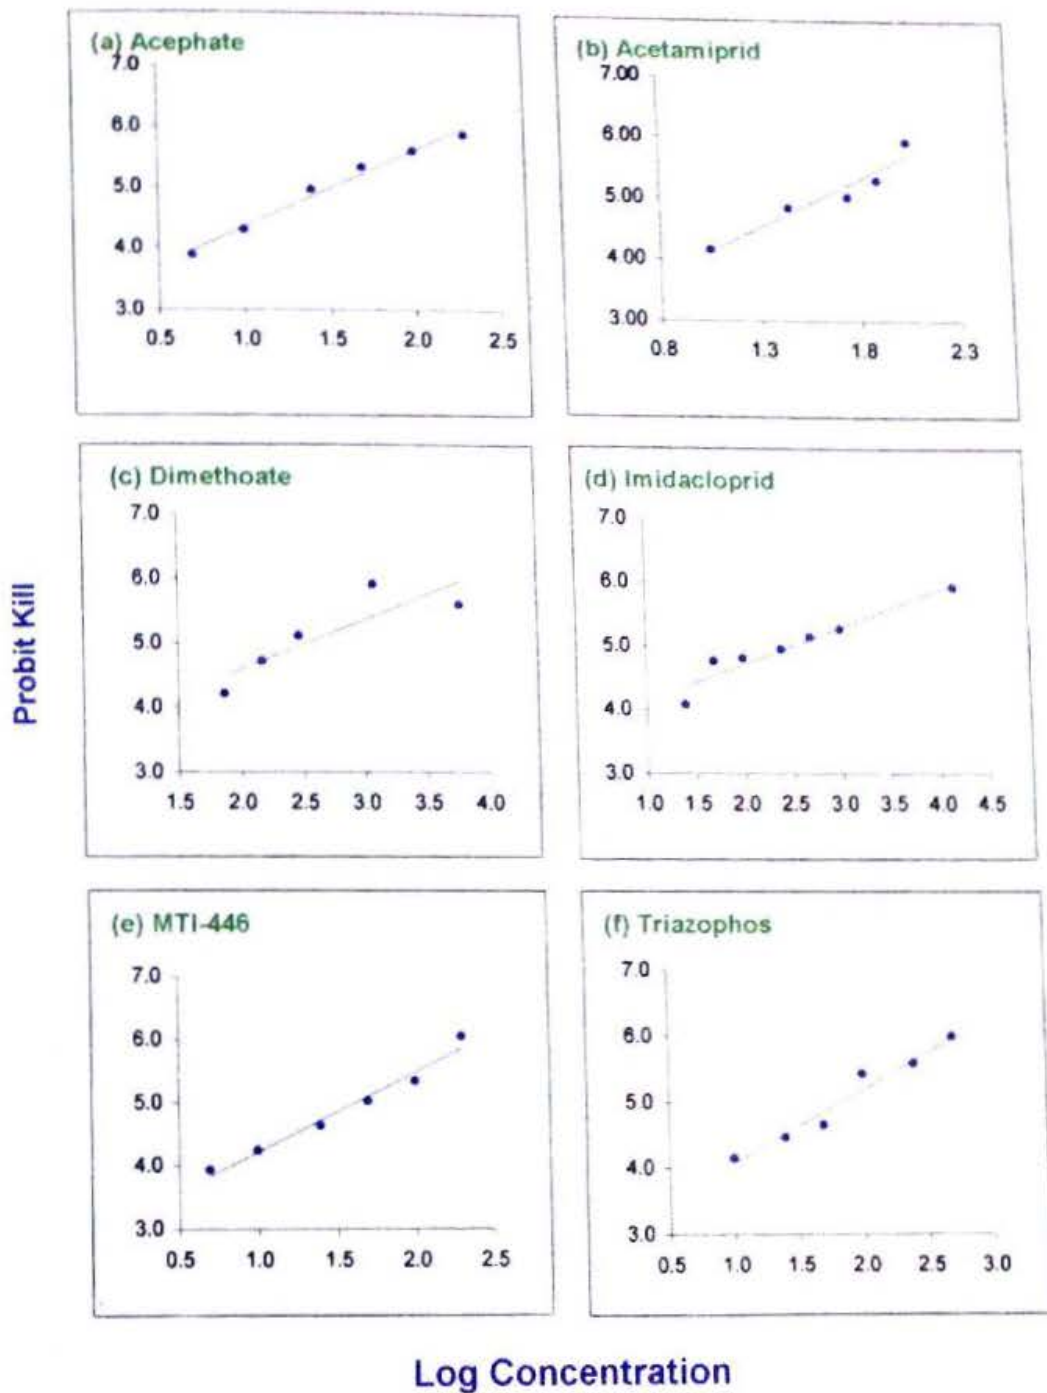 (a) Acephate
7.0
6.0
5.0
4.0
3.0
0.5 1.0 1.5 2.0 2.5
(b) Acetamiprid
7.00
6.00
5.00
4.00
3.00
0.8 1.3 1.8 2.3
(c) Dimethoate
7.0
6.0
5.0
4.0
3.0
1.5 2.0 2.5 3.0 3.5 4.0
(d) Imidacloprid
7.0
6.0
5.0
4.0
3.0
1.0 1.5 2.0 2.5 3.0 3.5 4.0 4.5
(e) MTI-446
7.0
6.0
5.0
4.0
3.0
0.5 1.0 1.5 2.0 2.5
(f) Triazophos
7.0
6.0
5.0
4.0
3.0
0.5 1.0 1.5 2.0 2.5 3.0
Probit Kill
Log Concentration